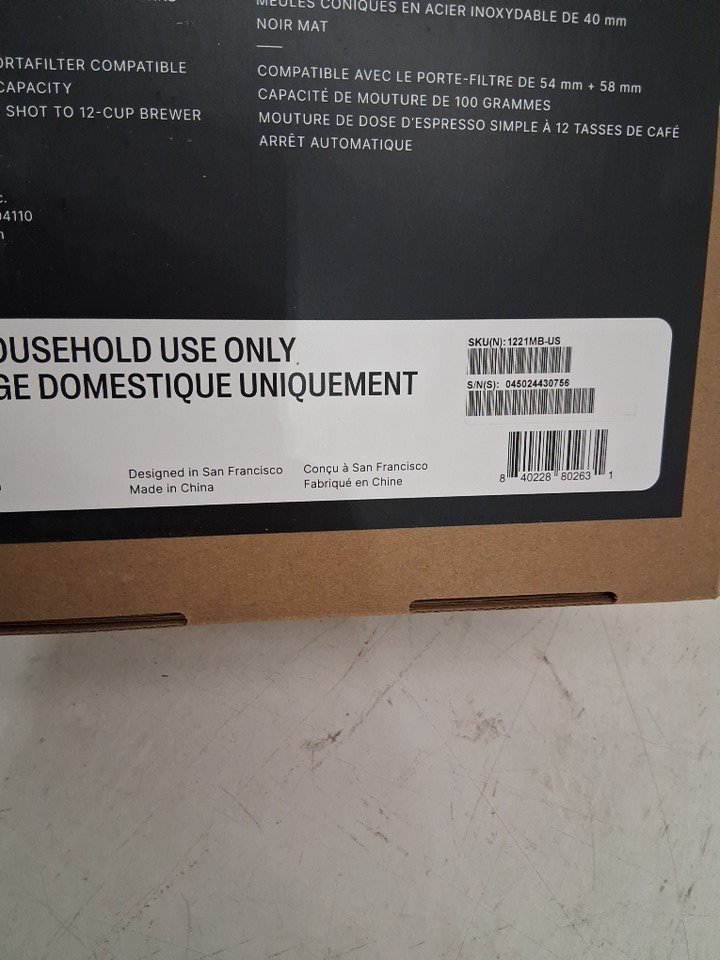 ORTAFILTER COMPATIBLE
CAPACITY
SHOT TO 12-CUP BREWER
04110
MEULES CONIQUES EN ACIER INOXYDABLE DE 40 mm
NOIR MAT
COMPATIBLE AVEC LE PORTE-FILTRE DE 54 mm + 58 mm
CAPACITÉ DE MOUTURE DE 100 GRAMMES
MOUTURE DE DOSE D'ESPRESSO SIMPLE À 12 TASSES DE CAFÉ
ARRÊT AUTOMATIQUE
OUSEHOLD USE ONLY
GE DOMESTIQUE UNIQUEMENT
SKU(N): 1221MB-US
S/N(S): 045024430756
Designed in San Francisco
Made in China
Conçu à San Francisco
Fabriqué en Chine
8 40228 80263 1